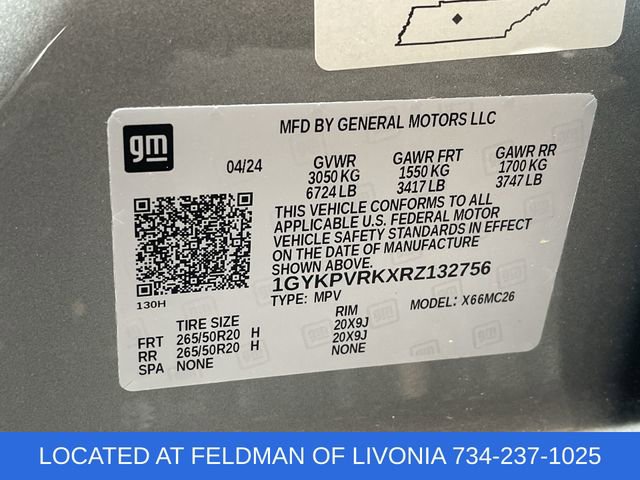 gm
MFD BY GENERAL MOTORS LLC
04/24
GVWR
3050 KG
6724 LB
GAWR FRT
1550 KG
3417 LB
GAWR RR
1700 KG
3747 LB
THIS VEHICLE CONFORMS TO ALL
APPLICABLE U.S. FEDERAL MOTOR
VEHICLE SAFETY STANDARDS IN EFFECT
ON THE DATE OF MANUFACTURE
SHOWN ABOVE.
1GYKPVRKXRZ132756
TYPE: MPV
MODEL: X66MC26
130H
TIRE SIZE RIM
FRT 265/50R20 H 20X9J
RR 265/50R20 H 20X9J
SPA NONE NONE
LOCATED AT FELDMAN OF LIVONIA 734-237-1025